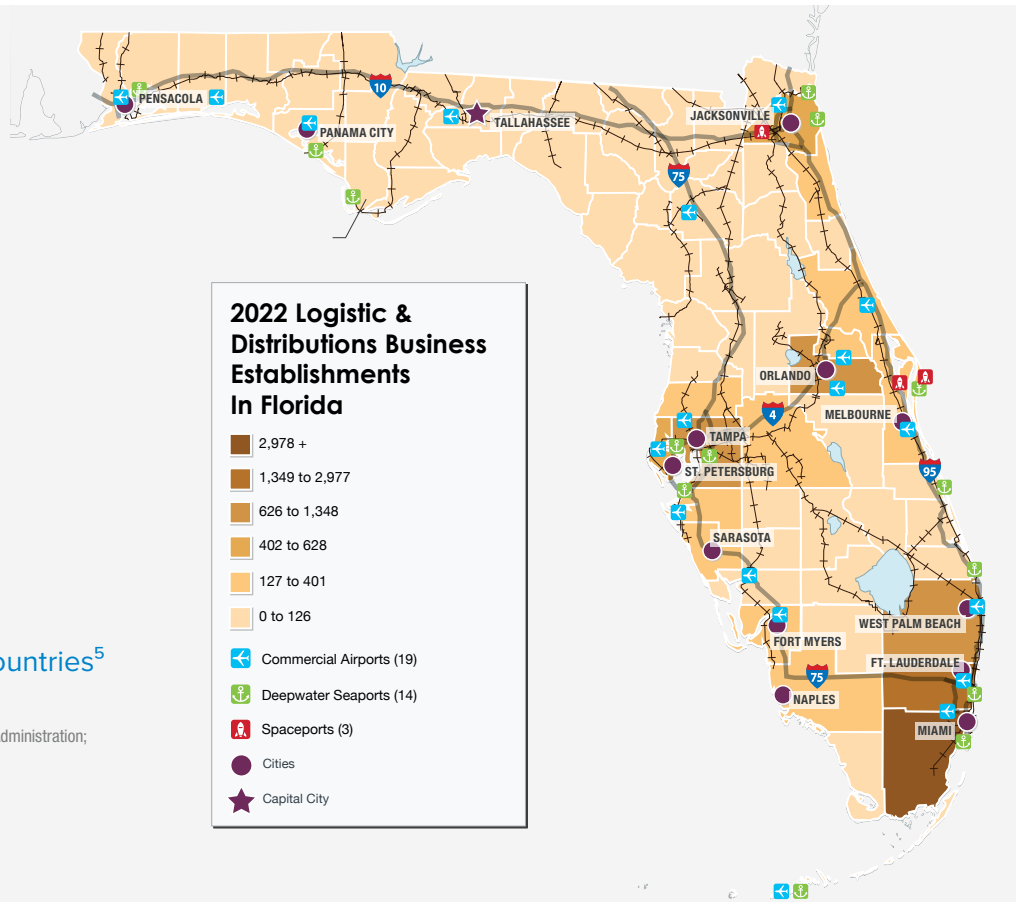 PENSACOLA
10
PANAMA CITY
TALLAHASSEE
JACKSONVILLE
75
2022 Logistic &
Distributions Business
Establishments
In Florida
2,978 +
1,349 to 2,977
626 to 1,348
402 to 628
127 to 401
0 to 126
Commercial Airports (19)
Deepwater Seaports (14)
Spaceports (3)
Cities
Capital City
ORLANDO
4
MELBOURNE
TAMPA
ST. PETERSBURG
95
SARASOTA
WEST PALM BEACH
FORT MYERS
FT. LAUDERDALE
75
NAPLES
MIAMI
ountries5
dministration;